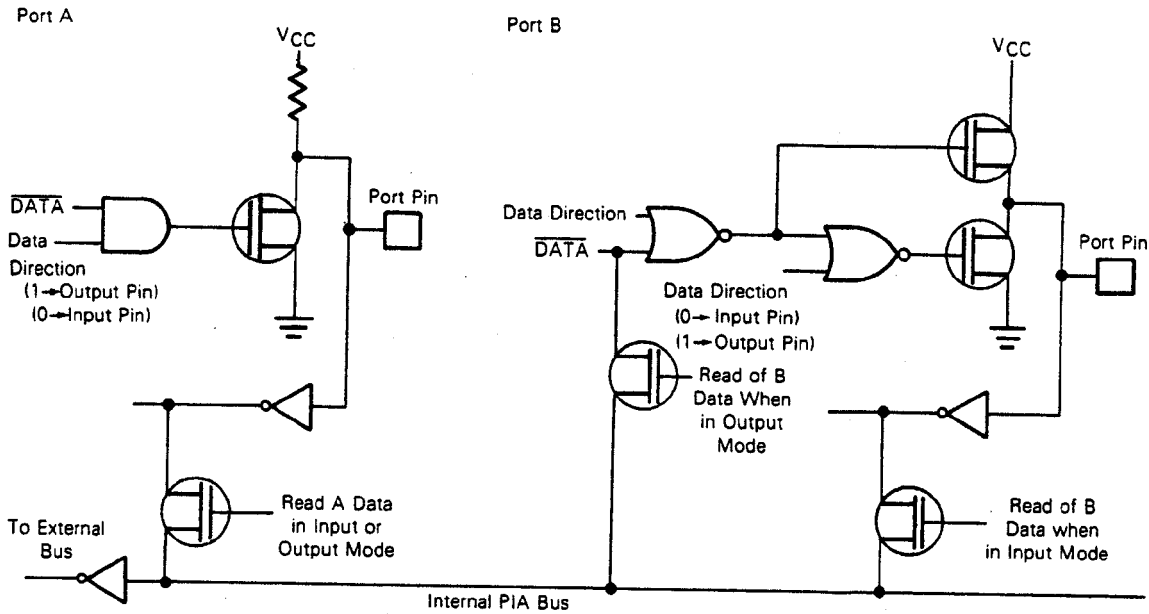 Port A
Port B
VCC
VCC
DATA
Data
Direction
(1→Output Pin)
(0→Input Pin)
Port Pin
Data Direction
DATA
Data Direction
(0→ Input Pin)
(1→Output Pin)
Port Pin
Read of B
Data When
in Output
Mode
Read A Data
in Input or
Output Mode
Read of B
Data when
in Input Mode
To External
Bus
Internal PIA Bus